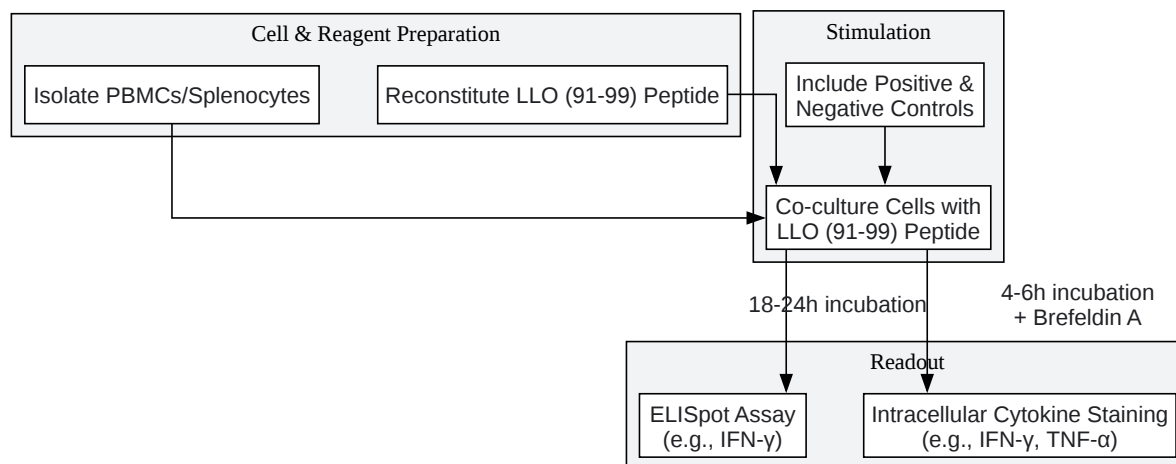 Cell & Reagent Preparation
Isolate PBMCs/Splenocytes
Reconstitute LLO (91-99) Peptide
Stimulation
Include Positive &
Negative Controls
Co-culture Cells with
LLO (91-99) Peptide
18-24h incubation
4-6h incubation
+ Brefeldin A
Readout
ELISpot Assay
(e.g., IFN-γ)
Intracellular Cytokine Staining
(e.g., IFN-γ, TNF-α)